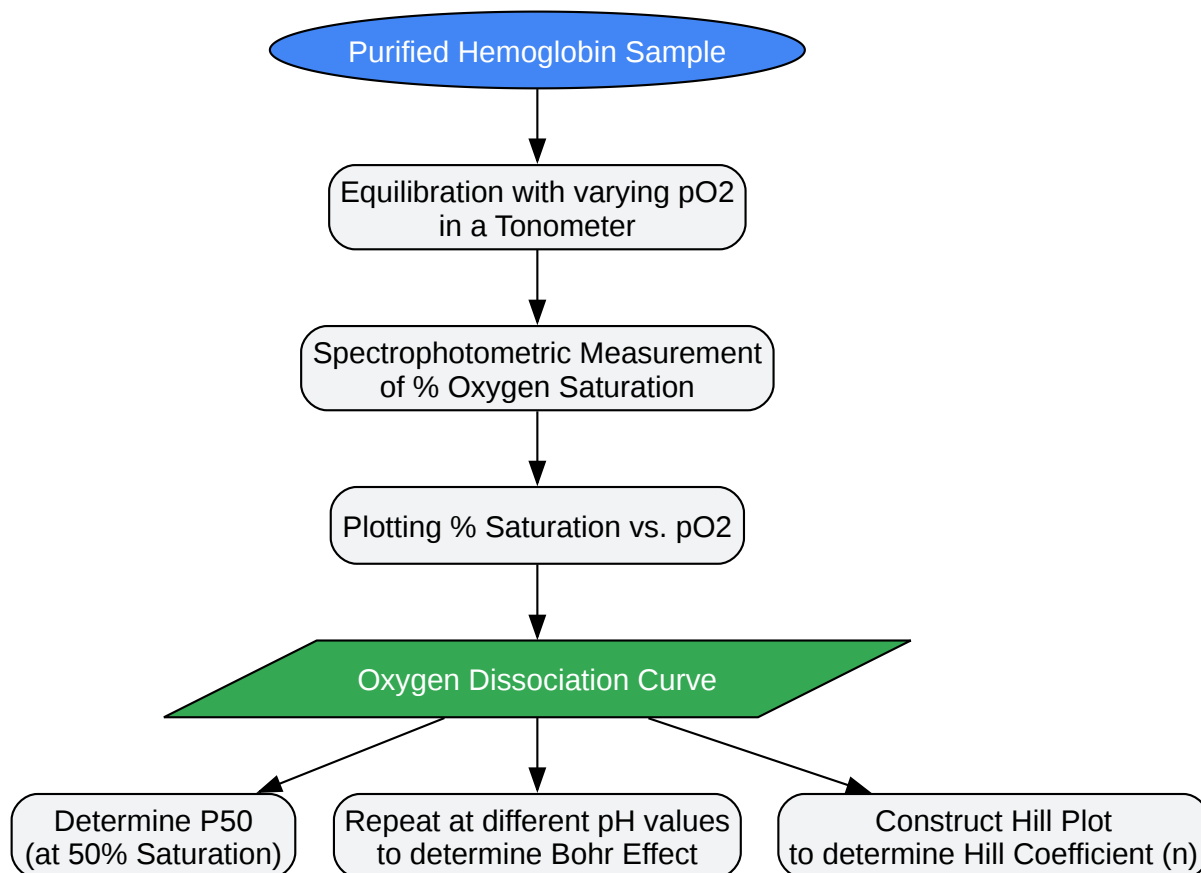 Purified Hemoglobin Sample
Equilibration with varying pO2
in a Tonometer
Spectrophotometric Measurement
of % Oxygen Saturation
Plotting % Saturation vs. pO2
Oxygen Dissociation Curve
Determine P50
(at 50% Saturation)
Repeat at different pH values
to determine Bohr Effect
Construct Hill Plot
to determine Hill Coefficient (n)